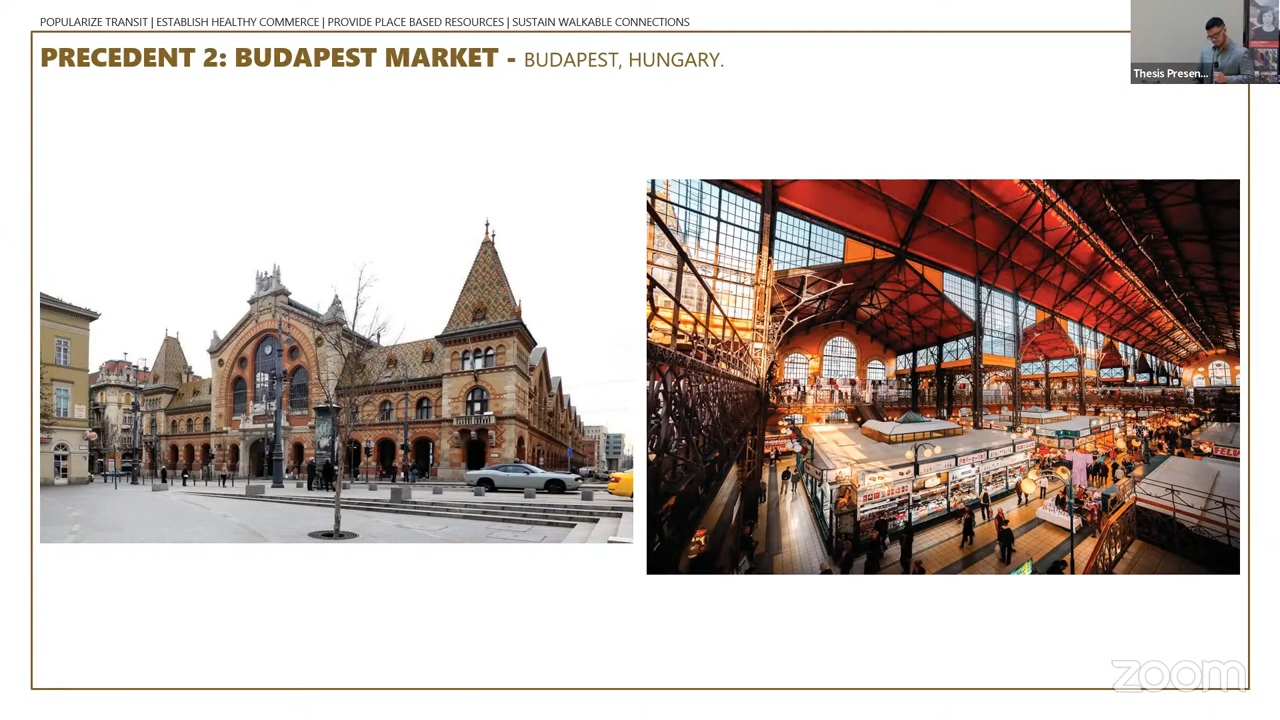 POPULARIZE TRANSIT | ESTABLISH HEALTHY COMMERCE | PROVIDE PLACE BASED RESOURCES | SUSTAIN WALKABLE CONNECTIONS
PRECEDENT 2: BUDAPEST MARKET - BUDAPEST, HUNGARY.
Thesis Presen...
zoom